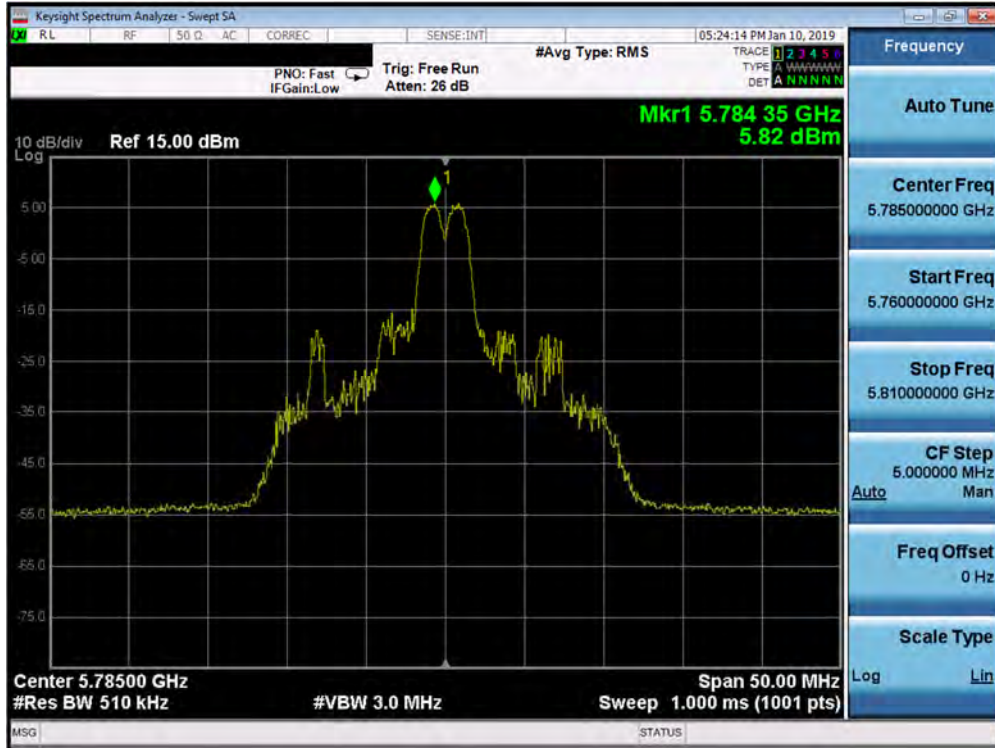 Keysight Spectrum Analyzer - Swept SA
LXI RL RF 50 Ω AC CORREC SENSE:INT 05:24:14 PM Jan 10, 2019
#Avg Type: RMS TRACE 1 2 3 4 5 6
PNO: Fast Trig: Free Run TYPE A WWWWW
IFGain:Low Atten: 26 dB DET A N N N N N
Mkr1 5.784 35 GHz
5.82 dBm
10 dB/div Ref 15.00 dBm
Log
1
5.00
-5.00
-15.0
-25.0
-35.0
-45.0
-55.0
-65.0
-75.0
Center 5.78500 GHz Span 50.00 MHz
#Res BW 510 kHz #VBW 3.0 MHz Sweep 1.000 ms (1001 pts)
MSG STATUS
Frequency
Auto Tune
Center Freq
5.785000000 GHz
Start Freq
5.760000000 GHz
Stop Freq
5.810000000 GHz
CF Step
5.000000 MHz
Auto Man
Freq Offset
0 Hz
Scale Type
Log Lin